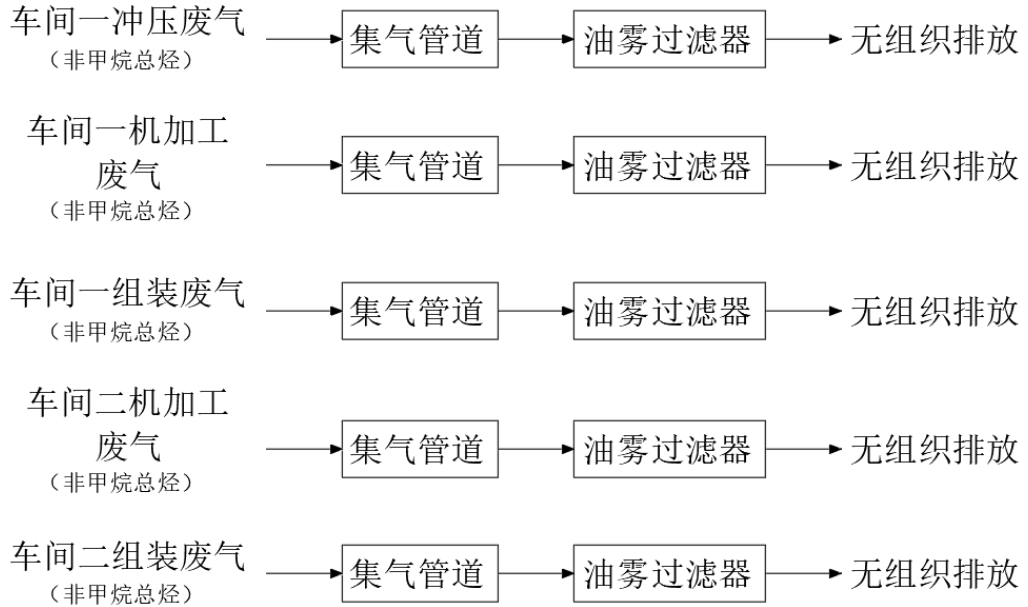 车间一冲压废气
（非甲烷总烃）
集气管道
油雾过滤器
无组织排放
车间一机加工
废气
（非甲烷总烃）
集气管道
油雾过滤器
无组织排放
车间一组装废气
（非甲烷总烃）
集气管道
油雾过滤器
无组织排放
车间二机加工
废气
（非甲烷总烃）
集气管道
油雾过滤器
无组织排放
车间二组装废气
（非甲烷总烃）
集气管道
油雾过滤器
无组织排放